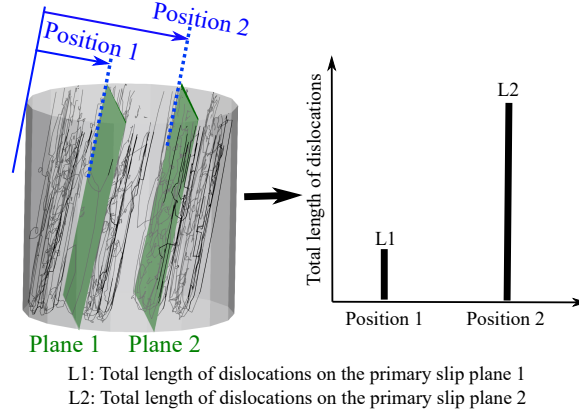 Position 1
Position 2
Plane 1
Plane 2
Total length of dislocations
L1
L2
Position 1
Position 2
L1: Total length of dislocations on the primary slip plane 1
L2: Total length of dislocations on the primary slip plane 2